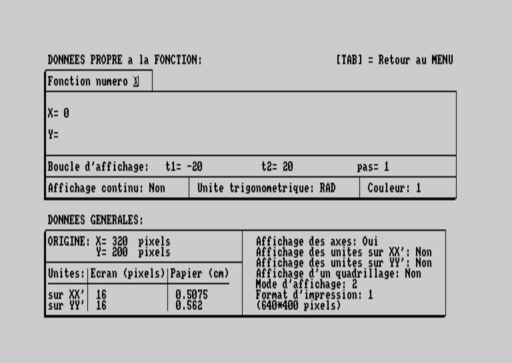 DONNEES PROPRE a la FONCTION: [TAB] = Retour au MENU
Fonction numero
X= 0
Y=
Boucle d'affichage: t1= -20 t2= 20 pas= 1
Affichage continu: Non Unite trigonometrique: RAD Couleur: 1
DONNEES GENERALES:
ORIGINE: X= 320 pixels
Y= 200 pixels
Unites: Ecran (pixels) Papier (cm)
sur XX' 16 0.5075
sur YY' 16 0.562
Affichage des axes: Oui
Affichage des unites sur XX': Non
Affichage des unites sur YY': Non
Affichage d'un quadrillage: Non
Mode d'affichage: 2
Format d'impression: 1
(640*400 pixels)